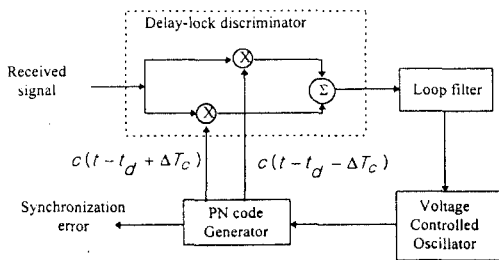 Delay-lock discriminator
Received
signal
X
X
Σ
Loop filter
c(t − t_d + ΔT_c)
c(t − t_d − ΔT_c)
Synchronization
error
PN code
Generator
Voltage
Controlled
Oscillator